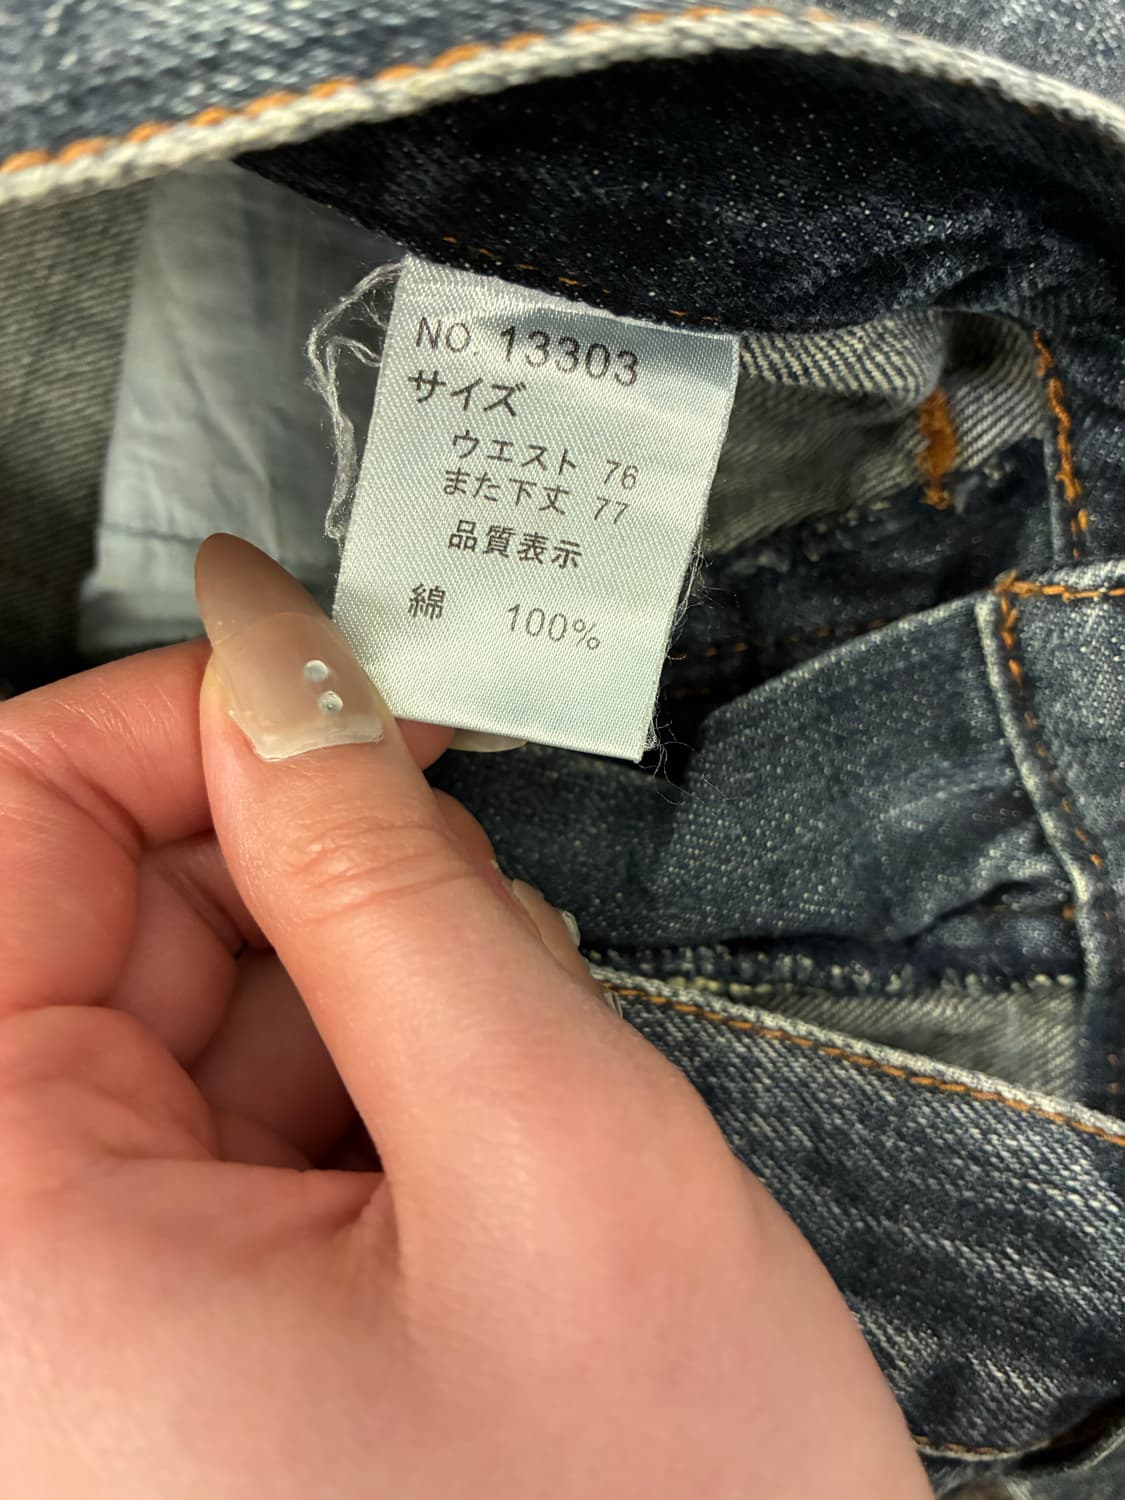 NO. 13303
サイズ
ウエスト 76
また下丈 77
品質表示
綿 100%